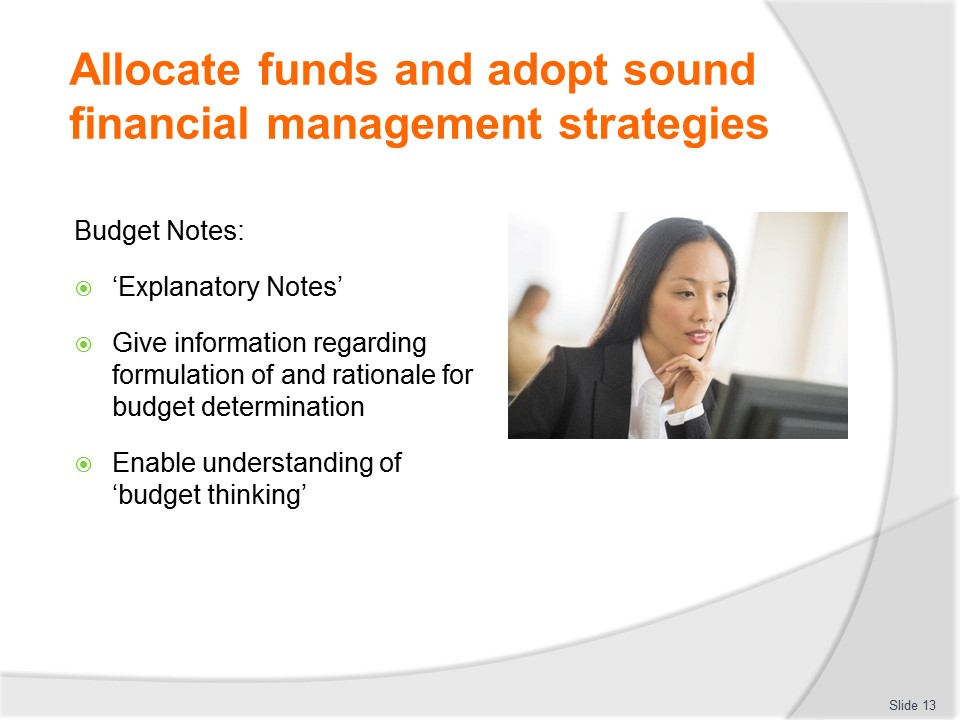 Allocate funds and adopt sound
financial management strategies
Budget Notes:
‘Explanatory Notes’
Give information regarding
formulation of and rationale for
budget determination
Enable understanding of
‘budget thinking’
Slide 13